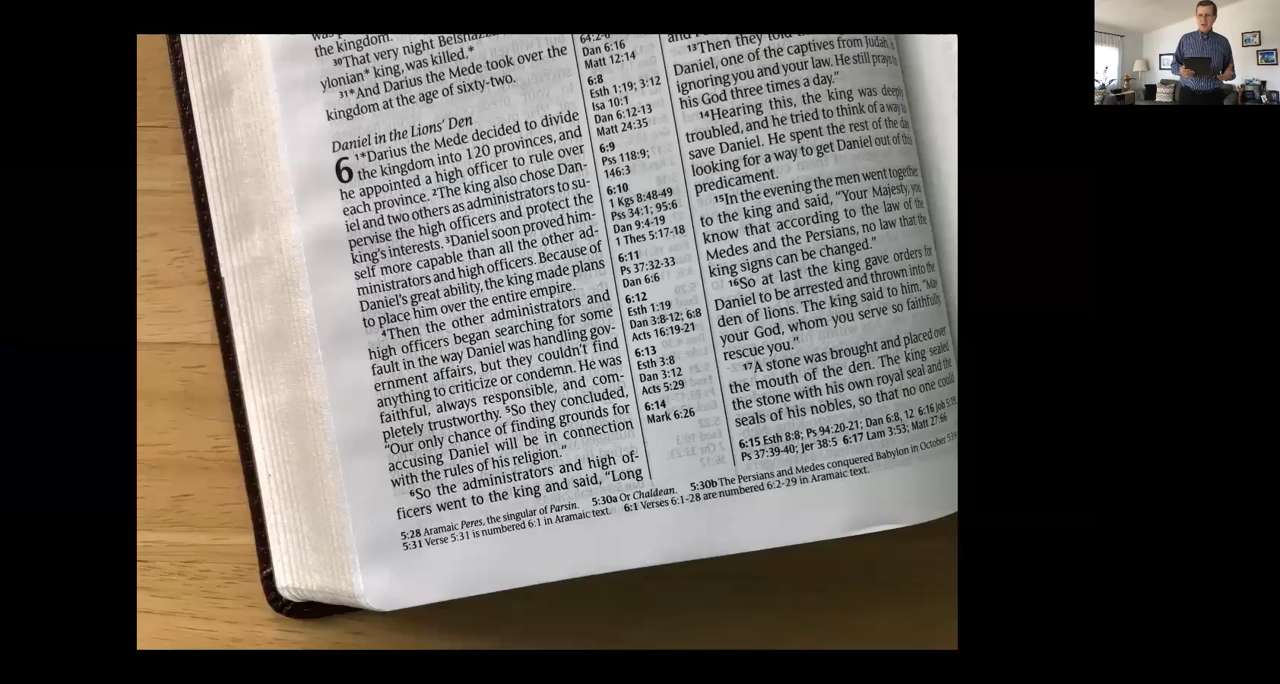 the kingdom.
30That very night Belshaz
ylonian* king, was killed.*
31*And Darius the Mede took over the
kingdom at the age of sixty-two.
Daniel in the Lions' Den
6 1*Darius the Mede decided to divide
the kingdom into 120 provinces, and
he appointed a high officer to rule over
each province. 2The king also chose Dan-
iel and two others as administrators to su-
pervise the high officers and protect the
king's interests. 3Daniel soon proved him-
self more capable than all the other ad-
ministrators and high officers. Because of
Daniel's great ability, the king made plans
to place him over the entire empire.
4Then the other administrators and
high officers began searching for some
fault in the way Daniel was handling gov-
ernment affairs, but they couldn't find
anything to criticize or condemn. He was
faithful, always responsible, and com-
pletely trustworthy. 5So they concluded,
"Our only chance of finding grounds for
accusing Daniel will be in connection
with the rules of his religion."
6So the administrators and high of-
ficers went to the king and said, "Long
Dan 6:16
Matt 12:14
6:8
Esth 1:19; 3:12
Isa 10:1
Dan 6:12-13
Matt 24:35
6:9
Pss 118:9;
146:3
6:10
1 Kgs 8:48-49
Pss 34:1; 95:6
Dan 9:4-19
1 Thes 5:17-18
6:11
Ps 37:32-33
Dan 6:6
6:12
Esth 1:19
Dan 3:8-12; 6:8
Acts 16:19-21
6:13
Esth 3:8
Dan 3:12
Acts 5:29
6:14
Mark 6:26
13Then they told
Daniel, one of the captives from Judah, is
ignoring you and your law. He still prays to
his God three times a day."
14Hearing this, the king was deeply
troubled, and he tried to think of a way to
save Daniel. He spent the rest of the day
looking for a way to get Daniel out of this
predicament.
15In the evening the men went together
to the king and said, "Your Majesty, you
know that according to the law of the
Medes and the Persians, no law that the
king signs can be changed."
16So at last the king gave orders for
Daniel to be arrested and thrown into the
den of lions. The king said to him, "May
your God, whom you serve so faithfully,
rescue you."
17A stone was brought and placed over
the mouth of the den. The king sealed
the stone with his own royal seal and the
seals of his nobles, so that no one could
6:15 Esth 8:8; Ps 94:20-21; Dan 6:8, 12 6:16 Job 5:19
Ps 37:39-40; Jer 38:5 6:17 Lam 3:53; Matt 27:66
5:28 Aramaic Peres, the singular of Parsin. 5:30a Or Chaldean. 5:30b The Persians and Medes conquered Babylon in October 539
5:31 Verse 5:31 is numbered 6:1 in Aramaic text. 6:1 Verses 6:1-28 are numbered 6:2-29 in Aramaic text.